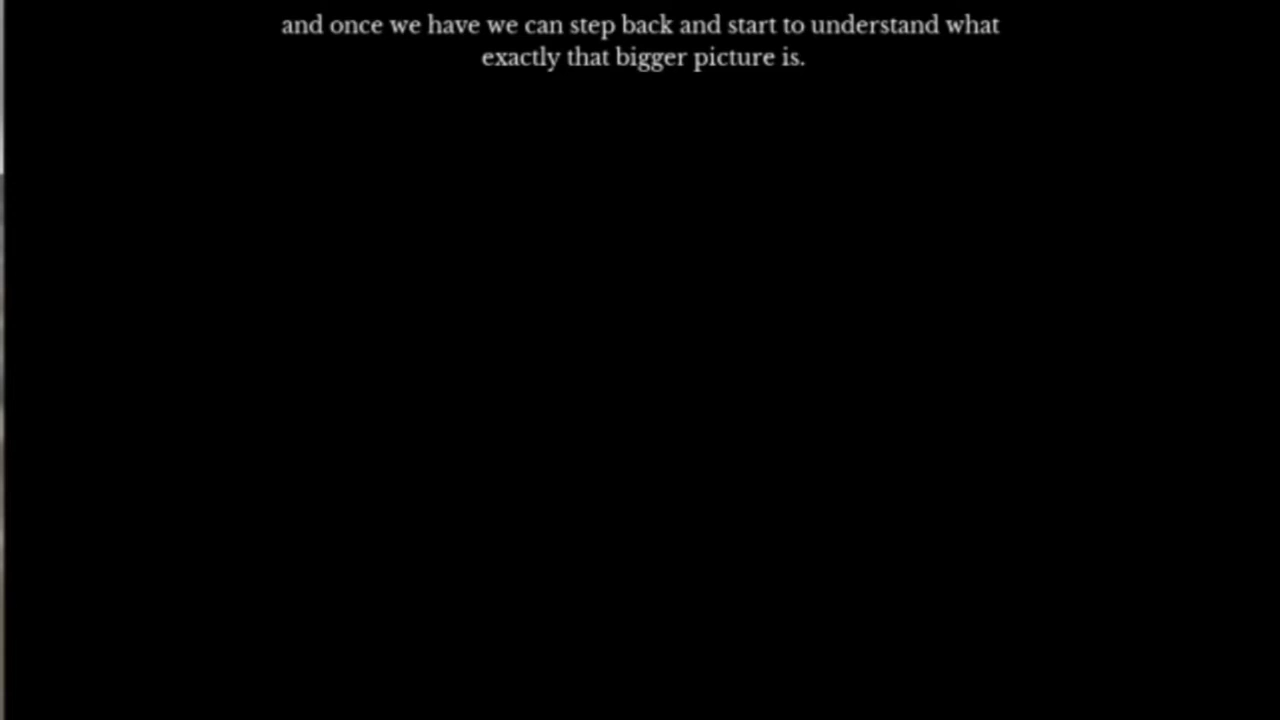 and once we have we can step back and start to understand what
exactly that bigger picture is.